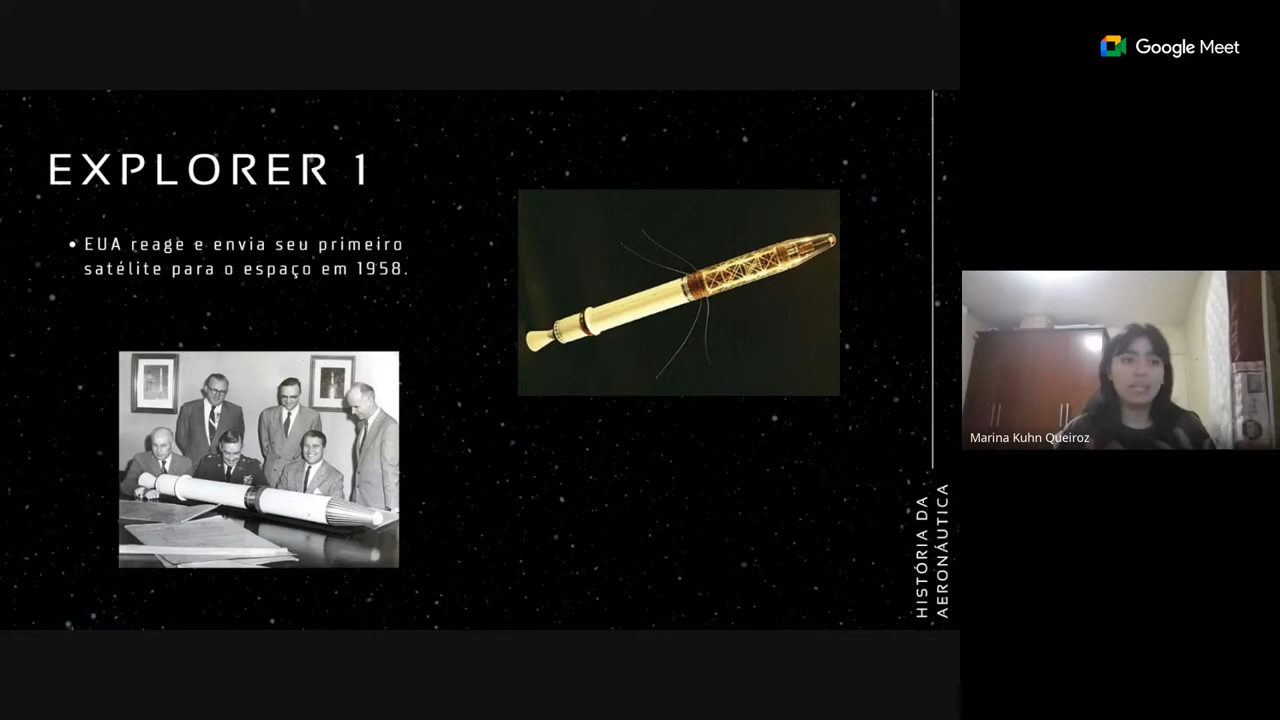 Google Meet
EXPLORER 1
• EUA reage e envia seu primeiro
satélite para o espaço em 1958.
HISTÓRIA DA
AERONÁUTICA
Marina Kuhn Queiroz